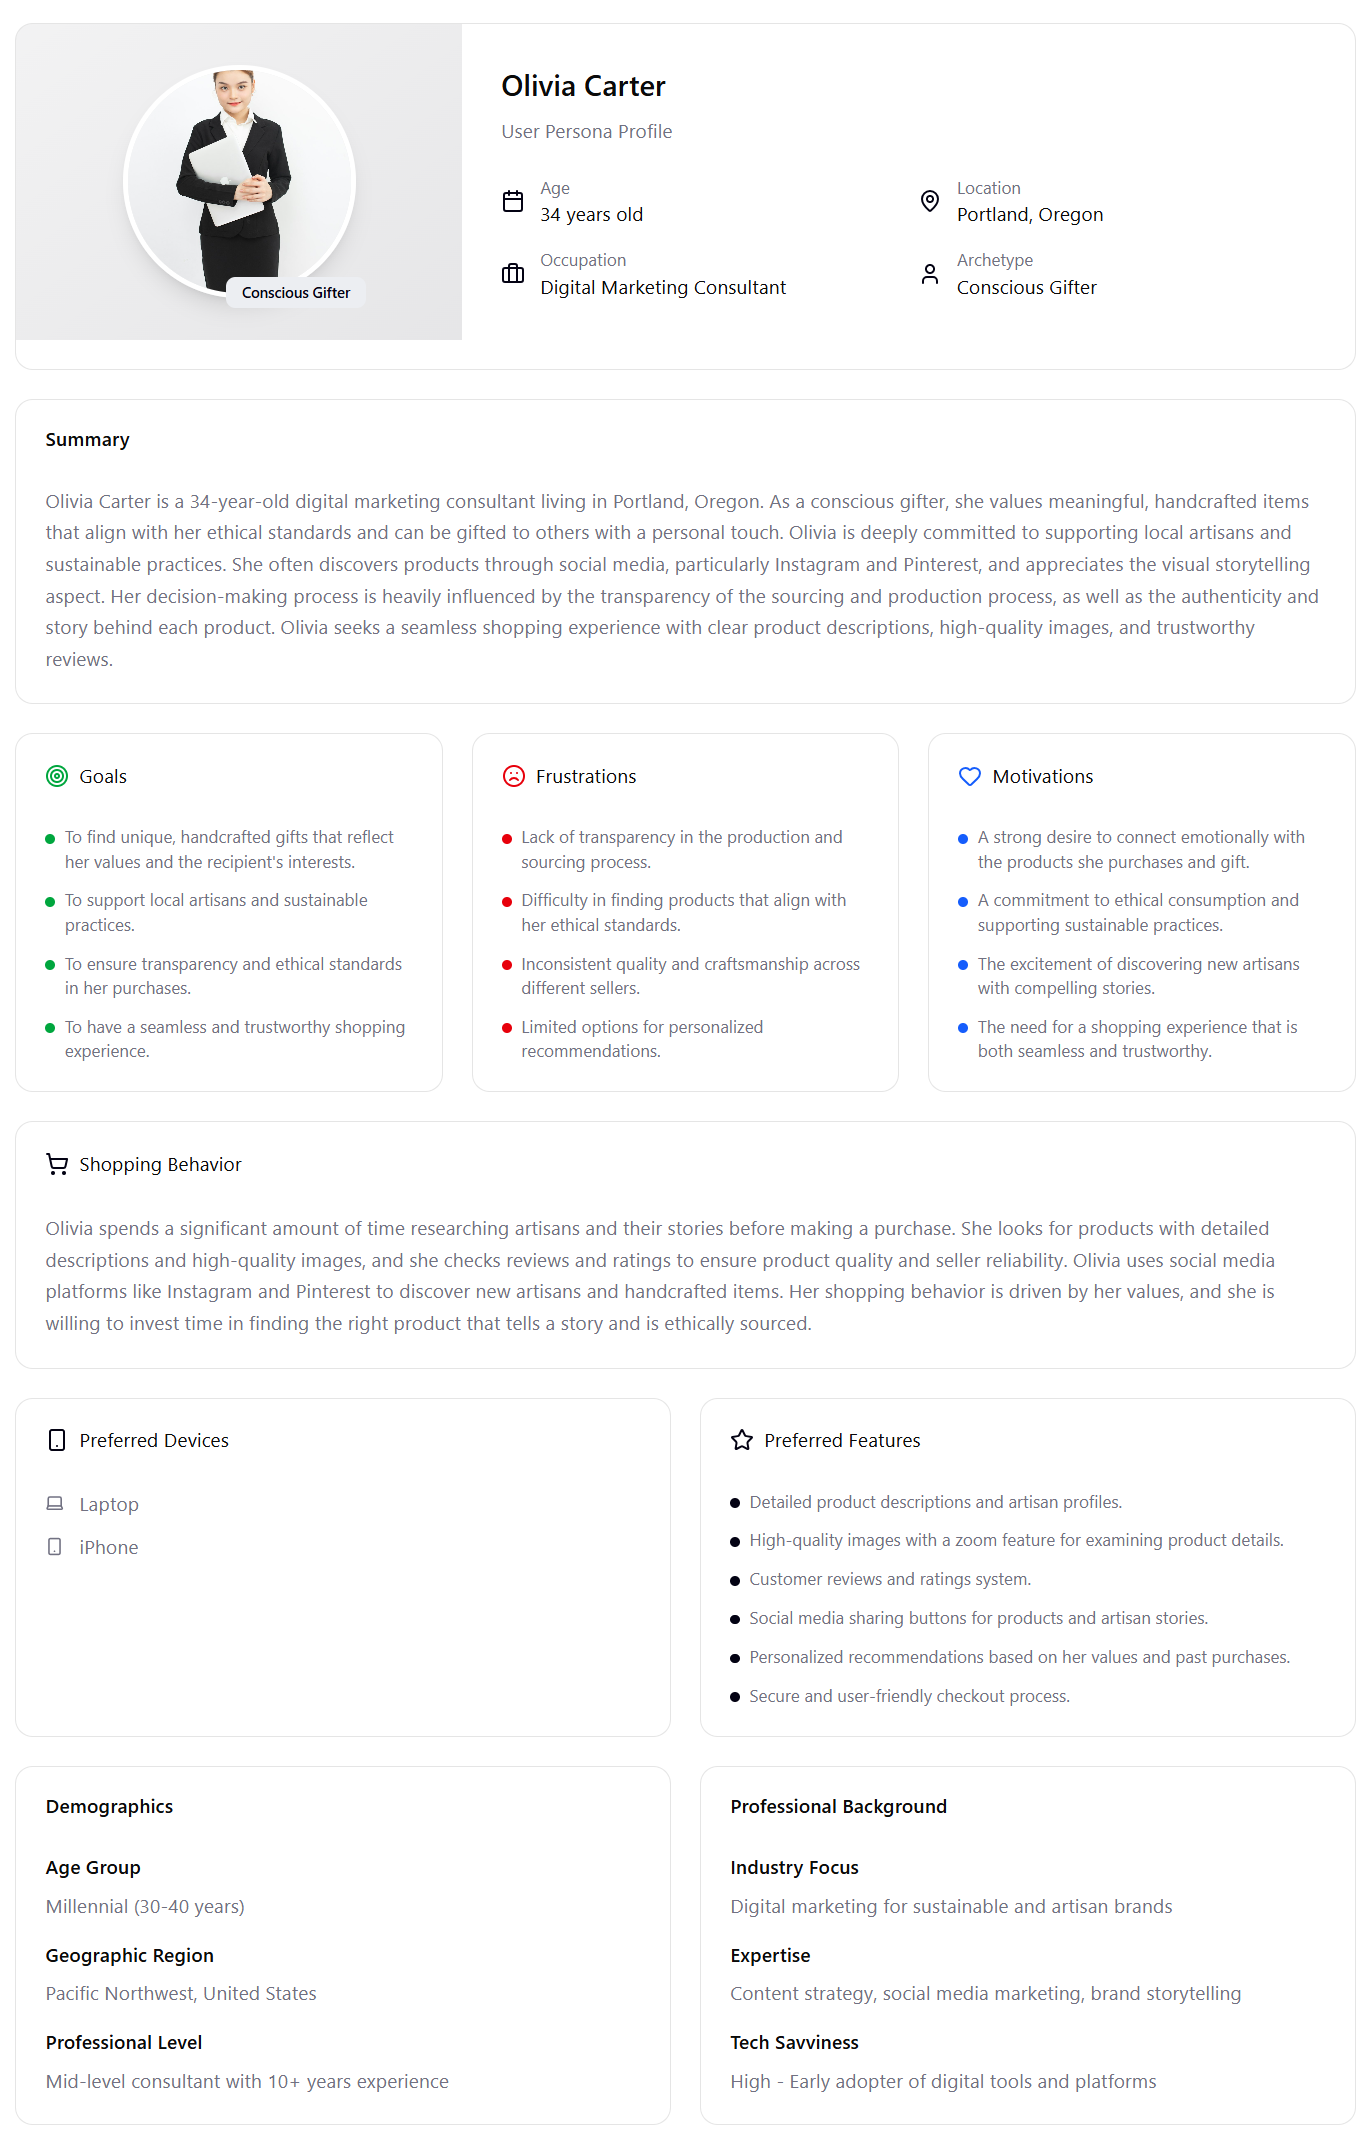 Olivia Carter
User Persona Profile
Age
34 years old
Location
Portland, Oregon
Occupation
Digital Marketing Consultant
Archetype
Conscious Gifter
Conscious Gifter
Summary
Olivia Carter is a 34-year-old digital marketing consultant living in Portland, Oregon. As a conscious gifter, she values meaningful, handcrafted items
that align with her ethical standards and can be gifted to others with a personal touch. Olivia is deeply committed to supporting local artisans and
sustainable practices. She often discovers products through social media, particularly Instagram and Pinterest, and appreciates the visual storytelling
aspect. Her decision-making process is heavily influenced by the transparency of the sourcing and production process, as well as the authenticity and
story behind each product. Olivia seeks a seamless shopping experience with clear product descriptions, high-quality images, and trustworthy
reviews.
Goals
To find unique, handcrafted gifts that reflect
her values and the recipient's interests.
To support local artisans and sustainable
practices.
To ensure transparency and ethical standards
in her purchases.
To have a seamless and trustworthy shopping
experience.
Frustrations
Lack of transparency in the production and
sourcing process.
Difficulty in finding products that align with
her ethical standards.
Inconsistent quality and craftsmanship across
different sellers.
Limited options for personalized
recommendations.
Motivations
A strong desire to connect emotionally with
the products she purchases and gift.
A commitment to ethical consumption and
supporting sustainable practices.
The excitement of discovering new artisans
with compelling stories.
The need for a shopping experience that is
both seamless and trustworthy.
Shopping Behavior
Olivia spends a significant amount of time researching artisans and their stories before making a purchase. She looks for products with detailed
descriptions and high-quality images, and she checks reviews and ratings to ensure product quality and seller reliability. Olivia uses social media
platforms like Instagram and Pinterest to discover new artisans and handcrafted items. Her shopping behavior is driven by her values, and she is
willing to invest time in finding the right product that tells a story and is ethically sourced.
Preferred Devices
Laptop
iPhone
Preferred Features
Detailed product descriptions and artisan profiles.
High-quality images with a zoom feature for examining product details.
Customer reviews and ratings system.
Social media sharing buttons for products and artisan stories.
Personalized recommendations based on her values and past purchases.
Secure and user-friendly checkout process.
Demographics
Age Group
Millennial (30-40 years)
Geographic Region
Pacific Northwest, United States
Professional Level
Mid-level consultant with 10+ years experience
Professional Background
Industry Focus
Digital marketing for sustainable and artisan brands
Expertise
Content strategy, social media marketing, brand storytelling
Tech Savviness
High - Early adopter of digital tools and platforms